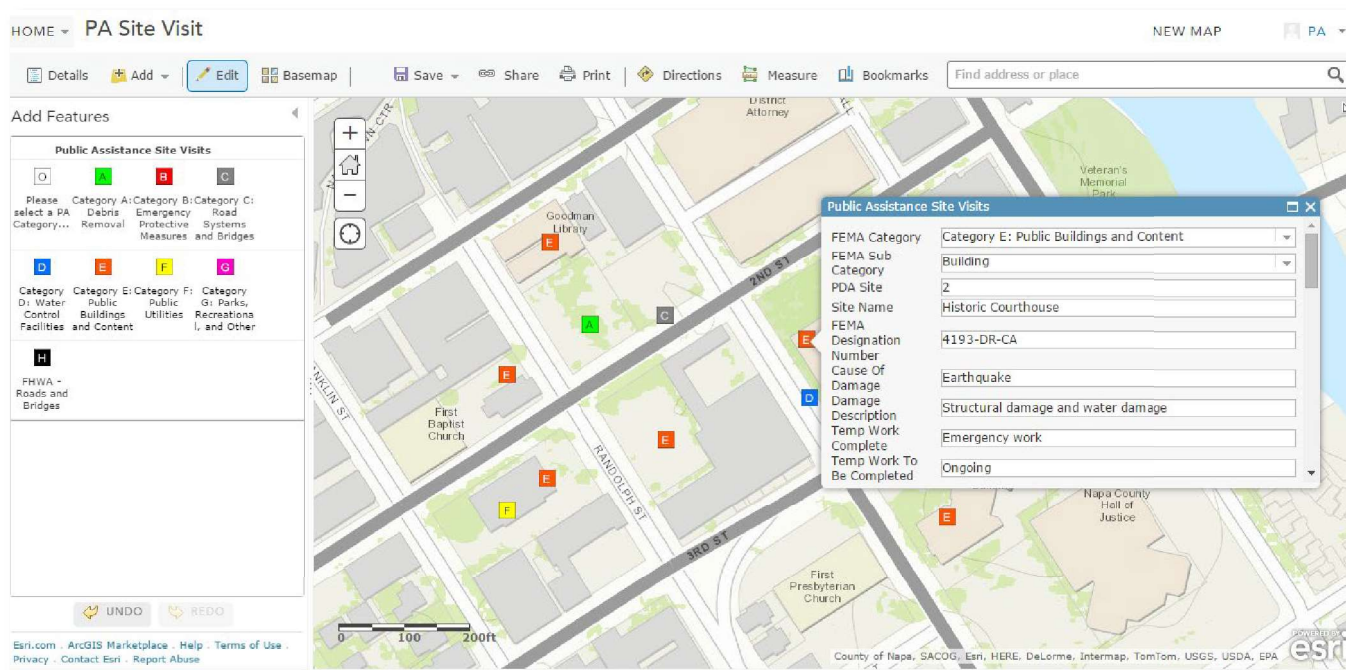 HOME PA Site Visit NEW MAP PA
Details Add Edit Basemap Save Share Print Directions Measure Bookmarks Find address or place
Add Features
Public Assistance Site Visits
O A B C
Please select a PA Category...
Category A: Debris Removal
Category B: Emergency Protective Measures
Category C: Road Systems and Bridges
D E F G
Category D: Water Control Facilities
Category E: Public Buildings and Content
Category F: Public Utilities
Category G: Parks, Recreational, and Other
H
FHWA - Roads and Bridges
UNDO REDO
Esri.com . ArcGIS Marketplace . Help . Terms of Use .
Privacy . Contact Esri . Report Abuse
+
−
District
Attorney
Veteran's
Memorial
Park
Goodman
Library
E
A
C
2ND ST
E
E
D
First
Baptist
Church
RANDOLPH ST
E
E
F
3RD ST
E
Napa County
Hall of
Justice
First
Presbyterian
Church
0 100 200ft
Public Assistance Site Visits
FEMA Category Category E: Public Buildings and Content
FEMA Sub Category Building
PDA Site 2
Site Name Historic Courthouse
FEMA Designation Number 4193-DR-CA
Cause Of Damage Earthquake
Damage Description Structural damage and water damage
Temp Work Complete Emergency work
Temp Work To Be Completed Ongoing
County of Napa, SACOG, Esri, HERE, DeLorme, Intermap, TomTom, USGS, USDA, EPA
POWERED BY
esri